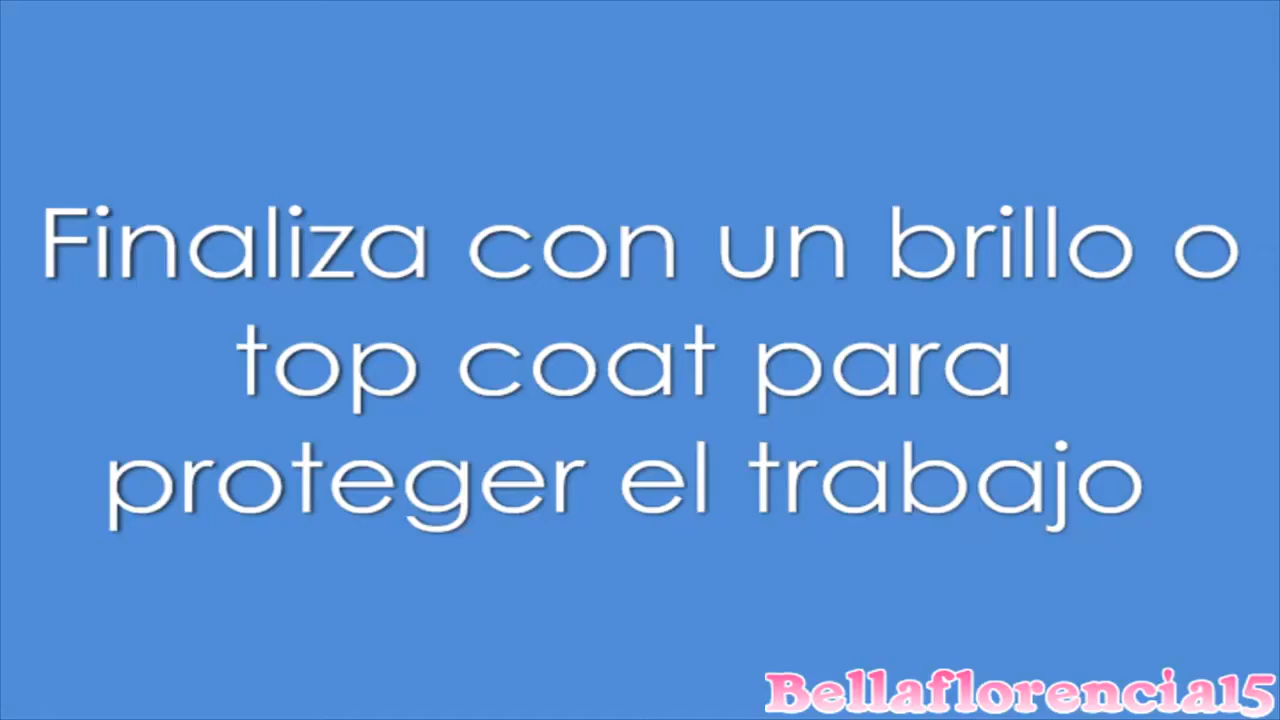 Finaliza con un brillo o
top coat para
proteger el trabajo
Bellaflorencia15